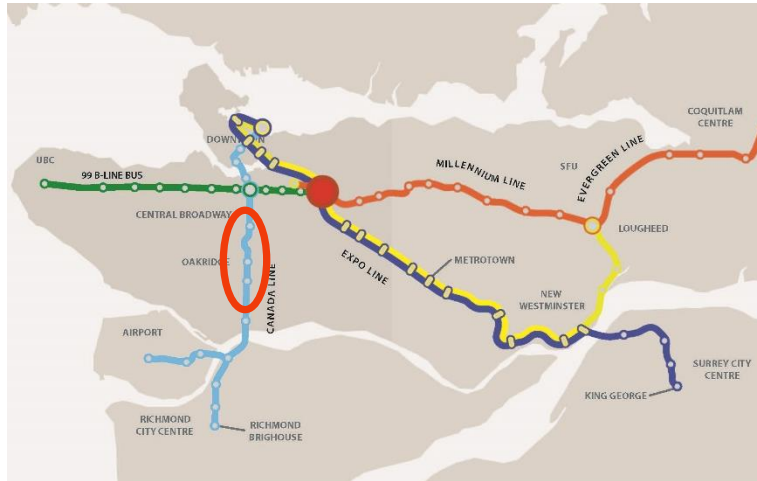 COQUITLAM
CENTRE
EVERGREEN LINE
DOWNTOWN
UBC
99 B-LINE BUS
MILLENNIUM LINE
SFU
CENTRAL BROADWAY
LOUGHEED
OAKRIDGE
CANADA LINE
EXPO LINE
METROTOWN
NEW
WESTMINSTER
AIRPORT
SURREY CITY
CENTRE
KING GEORGE
RICHMOND
CITY CENTRE
RICHMOND
BRIGHOUSE